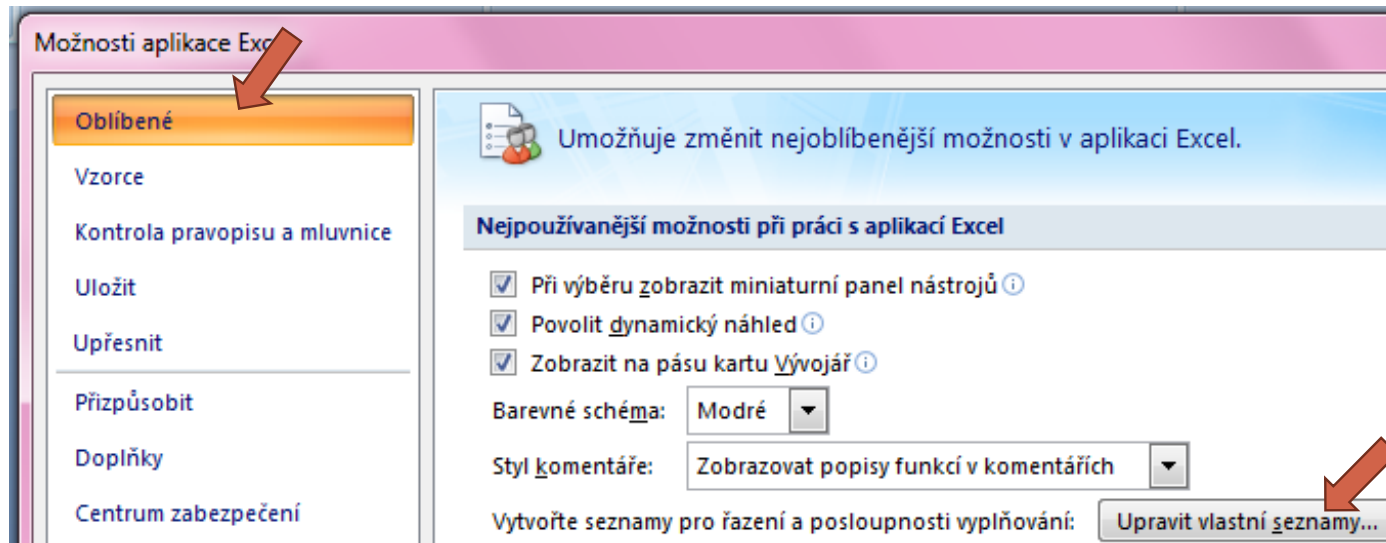 Možnosti aplikace Exc
Oblíbené
Vzorce
Kontrola pravopisu a mluvnice
Uložit
Upřesnit
Přizpůsobit
Doplňky
Centrum zabezpečení
Umožňuje změnit nejoblíbenější možnosti v aplikaci Excel.
Nejpoužívanější možnosti při práci s aplikací Excel
Při výběru zobrazit miniaturní panel nástrojů
Povolit dynamický náhled
Zobrazit na pásu kartu Vývojář
Barevné schéma: Modré
Styl komentáře: Zobrazovat popisy funkcí v komentářích
Vytvořte seznamy pro řazení a posloupnosti vyplňování: Upravit vlastní seznamy...